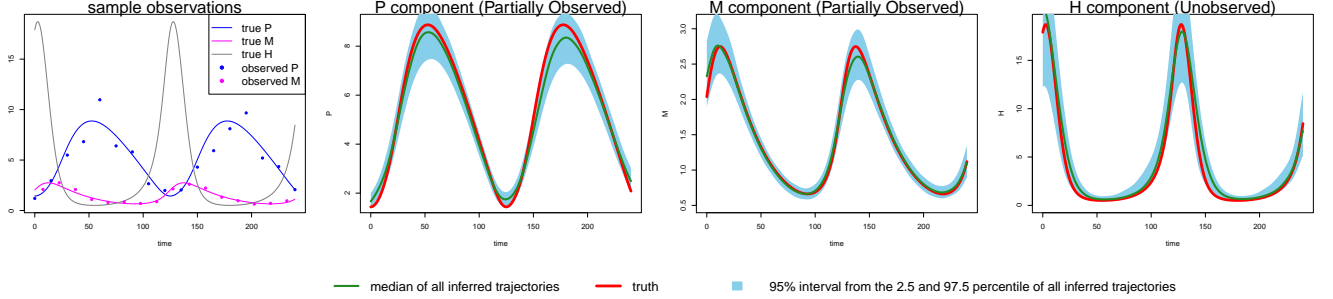 sample observations
true P
true M
true H
observed P
observed M
0 5 10 15
0 50 100 150 200
time
P component (Partially Observed)
P
2 4 6 8
0 50 100 150 200
time
M component (Partially Observed)
M
0.5 1.0 1.5 2.0 2.5 3.0
0 50 100 150 200
time
H component (Unobserved)
H
0 5 10 15
0 50 100 150 200
time
median of all inferred trajectories
truth
95% interval from the 2.5 and 97.5 percentile of all inferred trajectories